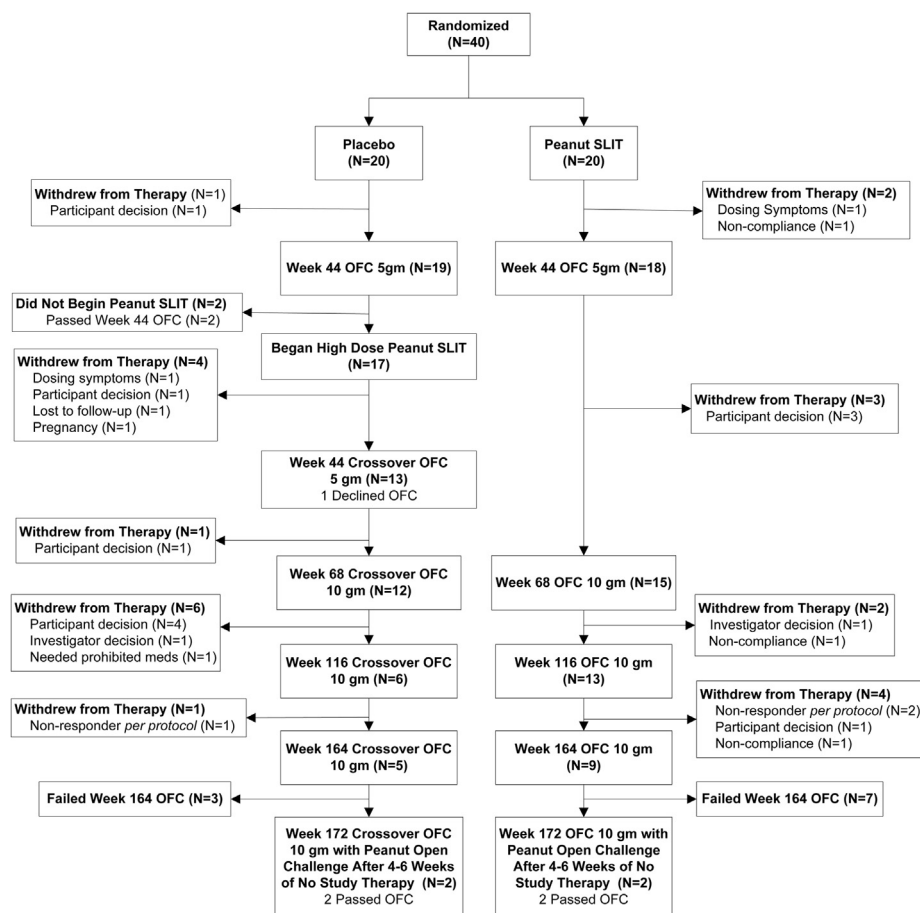 Randomized
(N=40)
Placebo
(N=20)
Peanut SLIT
(N=20)
Withdrew from Therapy (N=1)
Participant decision (N=1)
Withdrew from Therapy (N=2)
Dosing Symptoms (N=1)
Non-compliance (N=1)
Week 44 OFC 5gm (N=19)
Week 44 OFC 5gm (N=18)
Did Not Begin Peanut SLIT (N=2)
Passed Week 44 OFC (N=2)
Began High Dose Peanut SLIT
(N=17)
Withdrew from Therapy (N=4)
Dosing symptoms (N=1)
Participant decision (N=1)
Lost to follow-up (N=1)
Pregnancy (N=1)
Withdrew from Therapy (N=3)
Participant decision (N=3)
Week 44 Crossover OFC
5 gm (N=13)
1 Declined OFC
Withdrew from Therapy (N=1)
Participant decision (N=1)
Week 68 Crossover OFC
10 gm (N=12)
Week 68 OFC 10 gm (N=15)
Withdrew from Therapy (N=6)
Participant decision (N=4)
Investigator decision (N=1)
Needed prohibited meds (N=1)
Withdrew from Therapy (N=2)
Investigator decision (N=1)
Non-compliance (N=1)
Week 116 Crossover OFC
10 gm (N=6)
Week 116 OFC 10 gm
(N=13)
Withdrew from Therapy (N=1)
Non-responder per protocol (N=1)
Withdrew from Therapy (N=4)
Non-responder per protocol (N=2)
Participant decision (N=1)
Non-compliance (N=1)
Week 164 Crossover OFC
10 gm (N=5)
Week 164 OFC 10 gm
(N=9)
Failed Week 164 OFC (N=3)
Failed Week 164 OFC (N=7)
Week 172 Crossover OFC
10 gm with Peanut Open
Challenge After 4-6 Weeks
of No Study Therapy (N=2)
2 Passed OFC
Week 172 OFC 10 gm with
Peanut Open Challenge
After 4-6 Weeks of No
Study Therapy (N=2)
2 Passed OFC